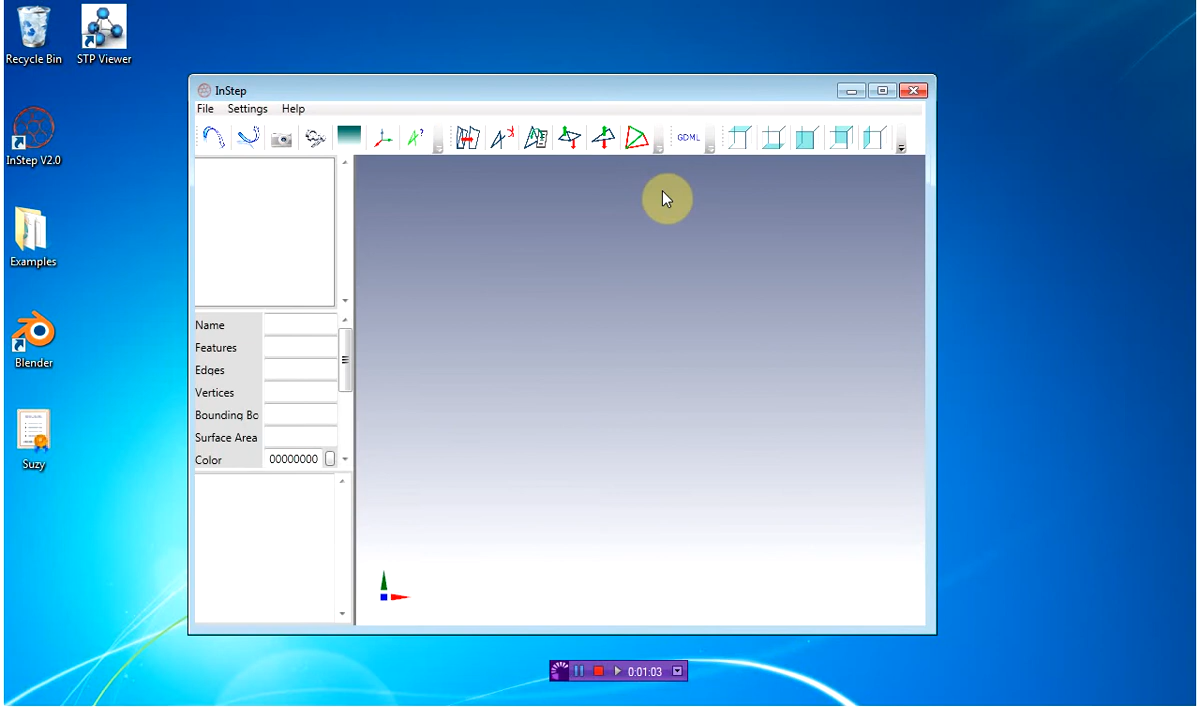 Recycle Bin
STP Viewer
InStep V2.0
Examples
Blender
Suzy
InStep
File Settings Help
GDML
Name
Features
Edges
Vertices
Bounding Bo
Surface Area
Color 00000000
0:01:03